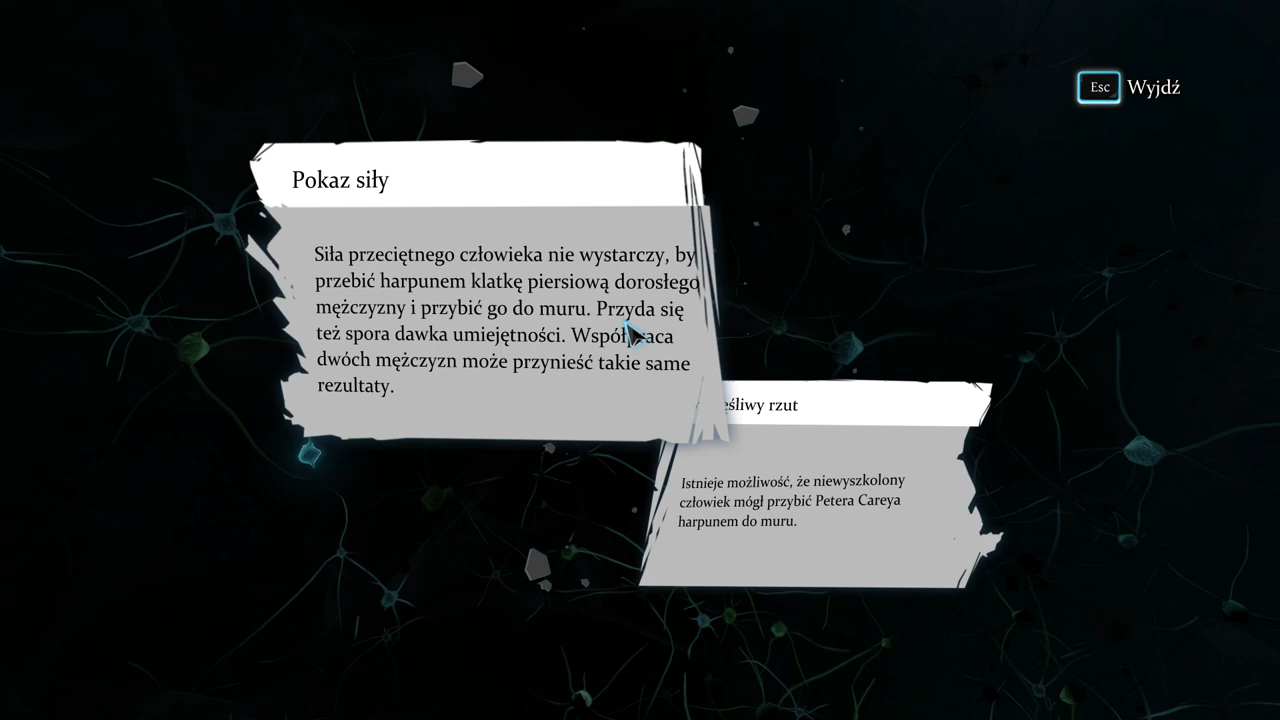 Esc Wyjdź
Pokaz siły
Siła przeciętnego człowieka nie wystarczy, by
przebić harpunem klatkę piersiową dorosłego
mężczyzny i przybić go do muru. Przyda się
też spora dawka umiejętności.
dwóch mężczyzn może przynieść takie same
rezultaty.
rzut
Istnieje możliwość, że niewyszkolony
człowiek mógł przybić Petera Careya
harpunem do muru.